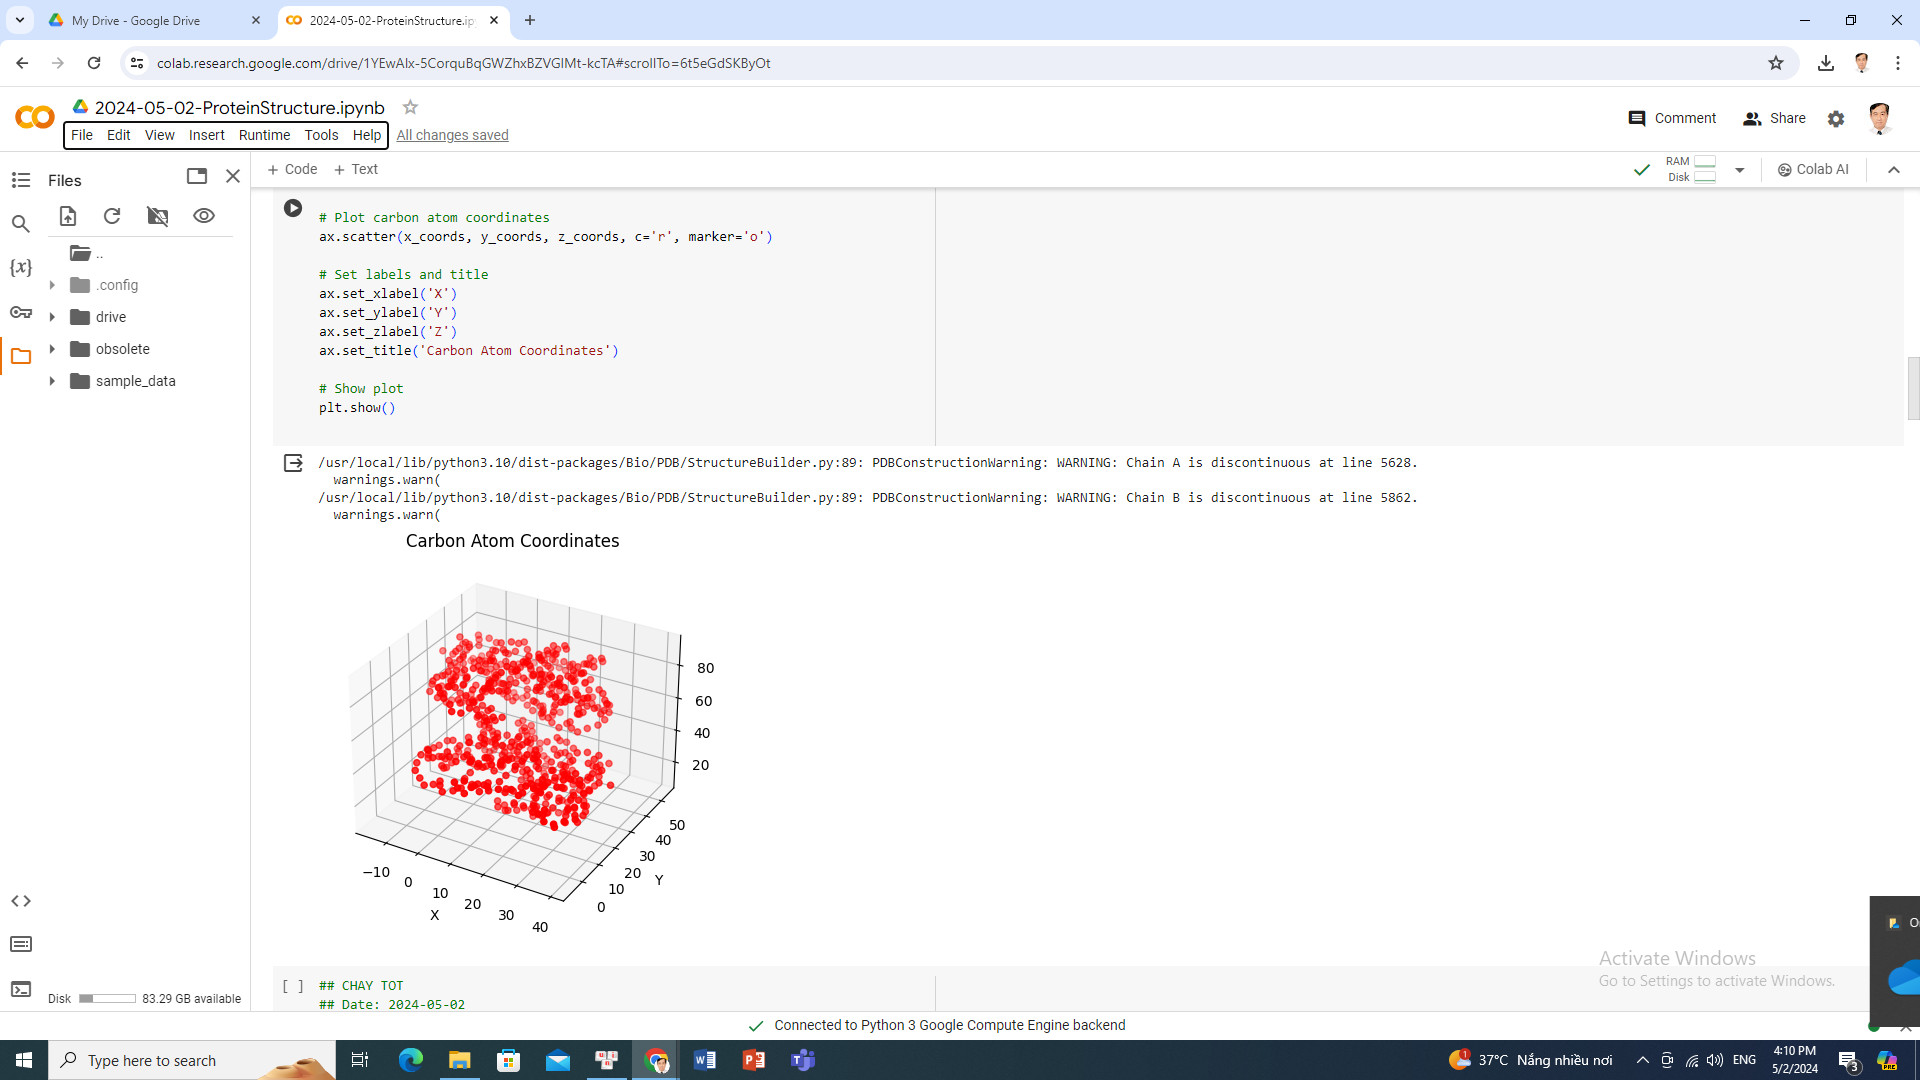 My Drive - Google Drive
2024-05-02-ProteinStructure.ip
colab.research.google.com/drive/1YEwAlx-5CorquBqGWZhxBZVGlMt-kcTA#scrollTo=6t5eGdSKByOt
2024-05-02-ProteinStructure.ipynb
File Edit View Insert Runtime Tools Help All changes saved
Comment Share
Files
+ Code + Text
RAM
Disk
Colab AI
..
.config
drive
obsolete
sample_data
# Plot carbon atom coordinates
ax.scatter(x_coords, y_coords, z_coords, c='r', marker='o')
# Set labels and title
ax.set_xlabel('X')
ax.set_ylabel('Y')
ax.set_zlabel('Z')
ax.set_title('Carbon Atom Coordinates')
# Show plot
plt.show()
/usr/local/lib/python3.10/dist-packages/Bio/PDB/StructureBuilder.py:89: PDBConstructionWarning: WARNING: Chain A is discontinuous at line 5628.
warnings.warn(
/usr/local/lib/python3.10/dist-packages/Bio/PDB/StructureBuilder.py:89: PDBConstructionWarning: WARNING: Chain B is discontinuous at line 5862.
warnings.warn(
Carbon Atom Coordinates
80
60
40
20
50
40
30
20
10
0
Y
−10
0
10
20
30
40
X
[ ] ## CHAY TOT
## Date: 2024-05-02
Disk 83.29 GB available
Activate Windows
Go to Settings to activate Windows.
Connected to Python 3 Google Compute Engine backend
Type here to search
37°C Nắng nhiều nơi
ENG
4:10 PM
5/2/2024
3